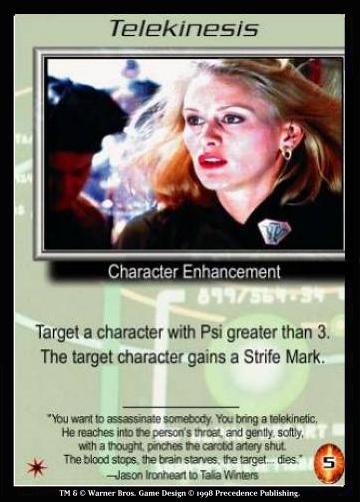 Telekinesis
Character Enhancement
Target a character with Psi greater than 3.
The target character gains a Strife Mark.
"You want to assassinate somebody. You bring a telekinetic.
He reaches into the person's throat, and gently, softly,
with a thought, pinches the carotid artery shut.
The blood stops, the brain starves, the target... dies."
—Jason Ironheart to Talia Winters
5
TM & © Warner Bros. Game Design © 1998 Precedence Publishing.